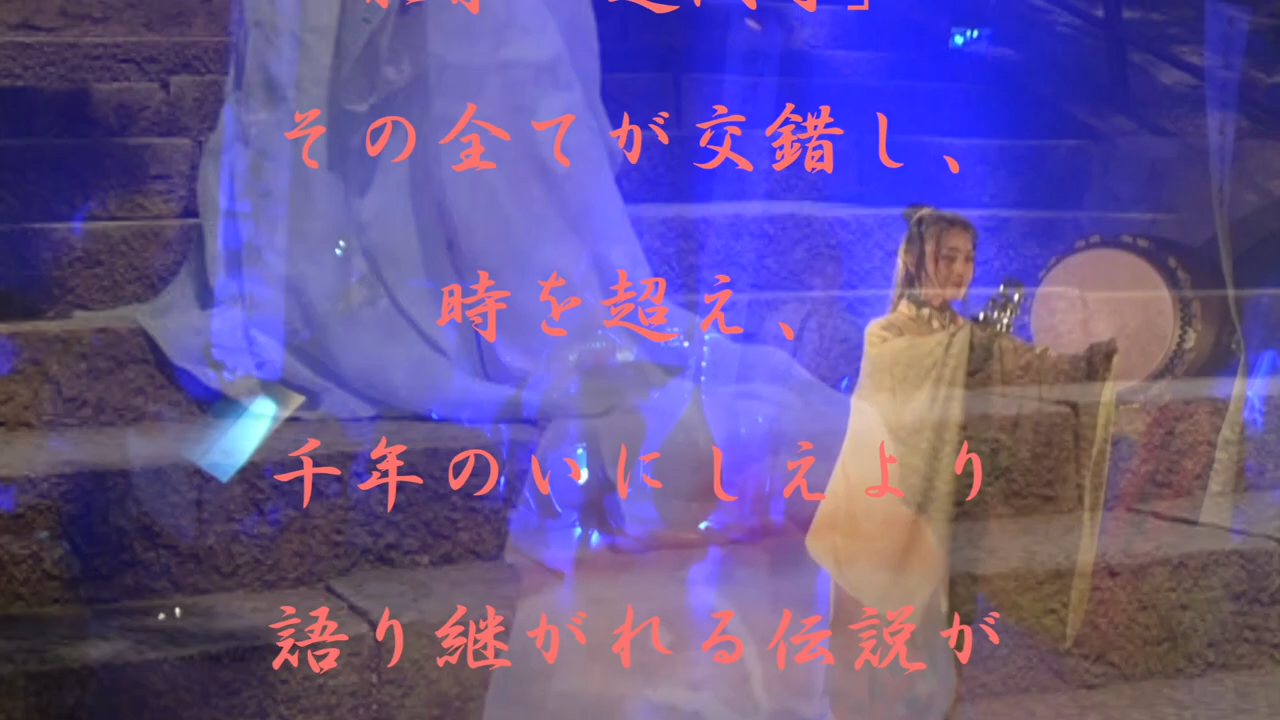 その全てが交錯し、
時を超え、
千年のいにしえより
語り継がれる伝説が